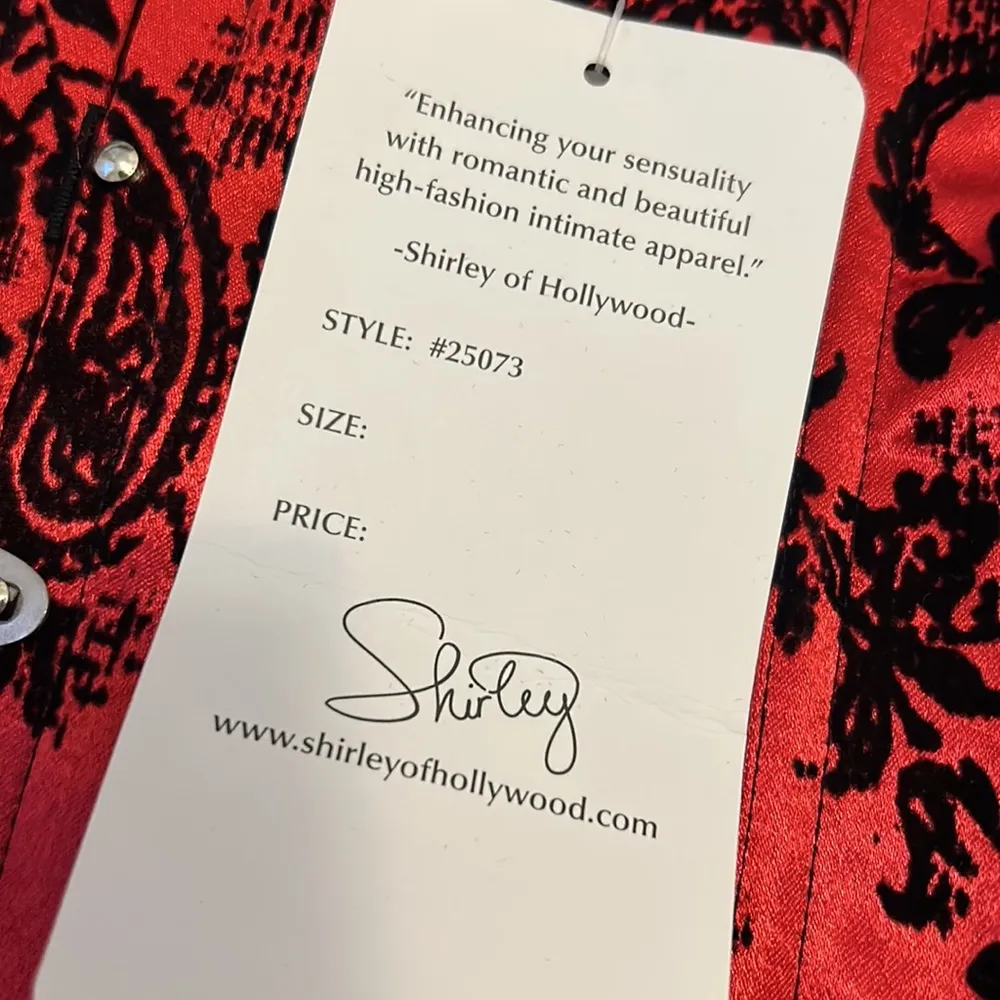 “Enhancing your sensuality
with romantic and beautiful
high-fashion intimate apparel.”
-Shirley of Hollywood-
STYLE: #25073
SIZE:
PRICE:
Shirley
www.shirleyofhollywood.com